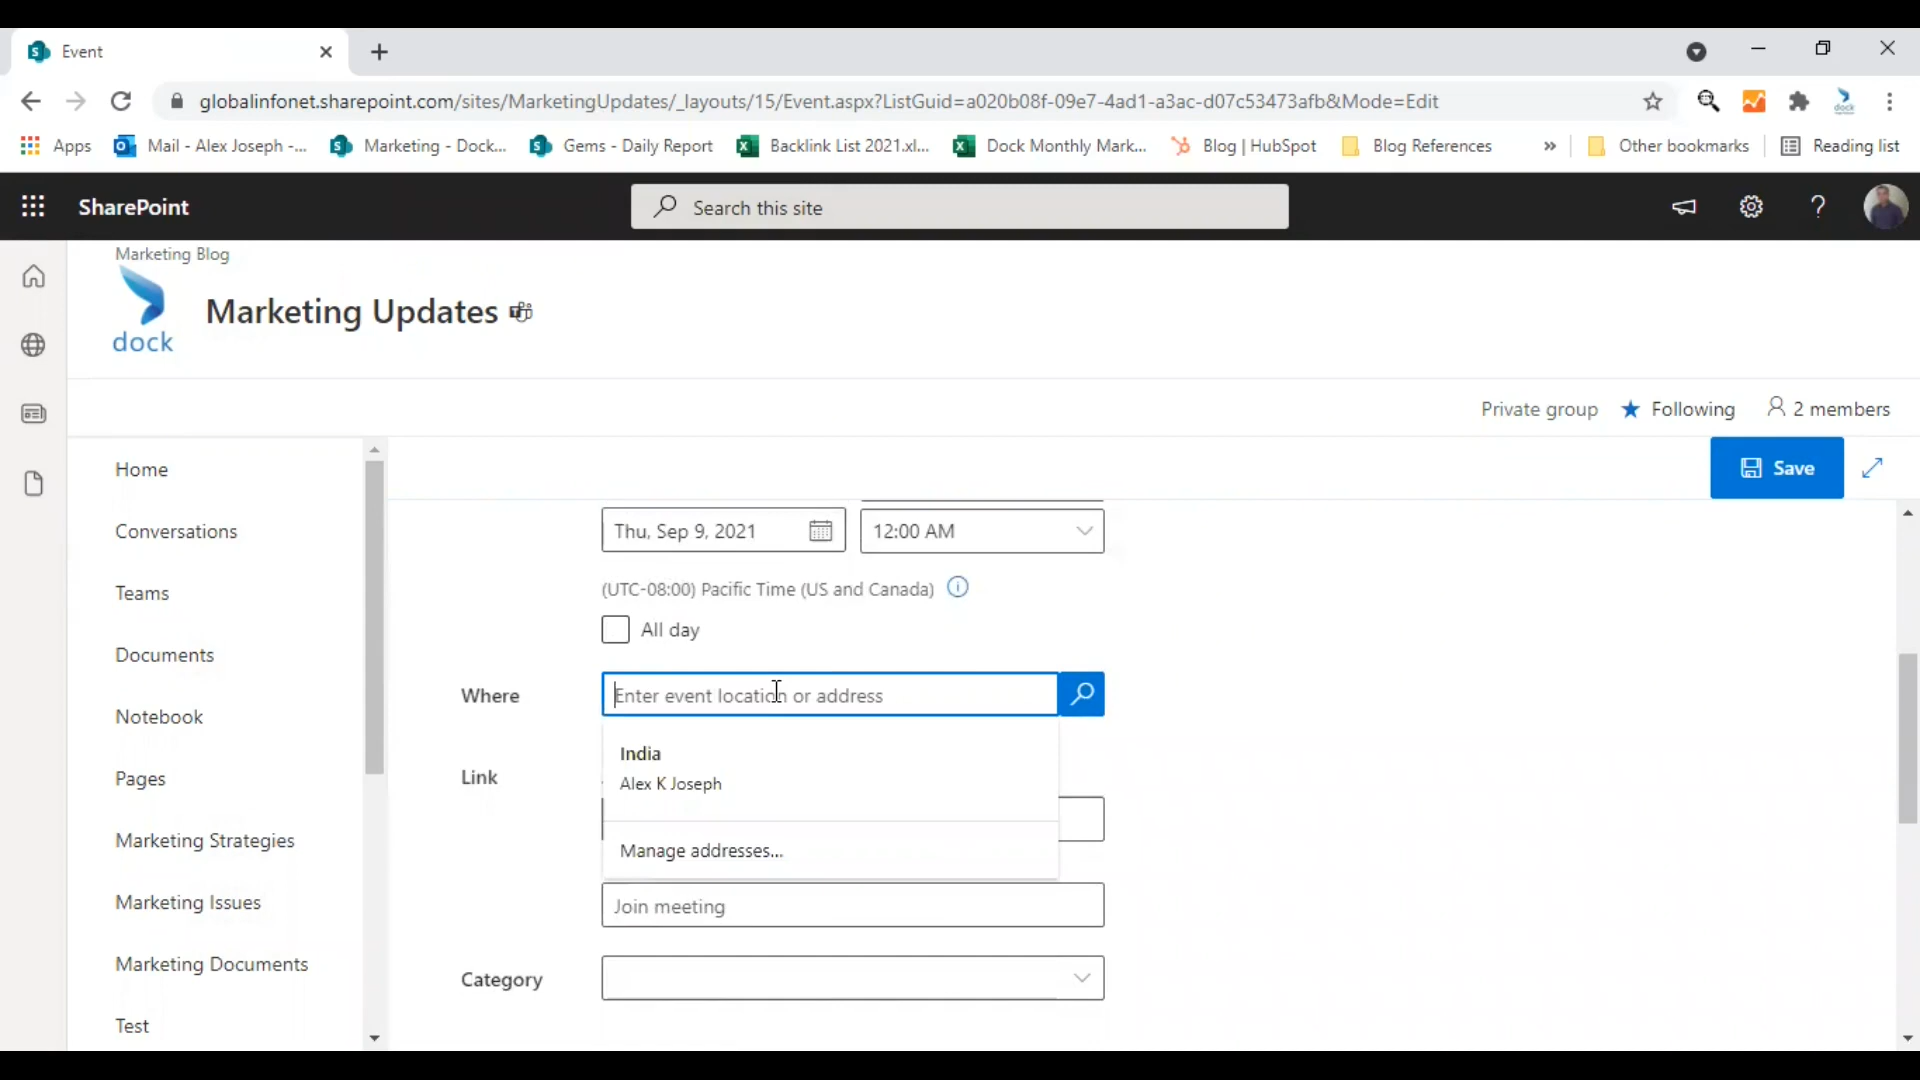 Event
globalinfonet.sharepoint.com/sites/MarketingUpdates/_layouts/15/Event.aspx?ListGuid=a020b08f-09e7-4ad1-a3ac-d07c53473afb&Mode=Edit
Apps Mail - Alex Joseph -... Marketing - Dock... Gems - Daily Report Backlink List 2021.xl... Dock Monthly Mark... Blog | HubSpot Blog References » Other bookmarks Reading list
SharePoint Search this site
Marketing Blog
dock
Marketing Updates
Private group Following 2 members
Save
Home
Conversations
Teams
Documents
Notebook
Pages
Marketing Strategies
Marketing Issues
Marketing Documents
Test
Thu, Sep 9, 2021 12:00 AM
(UTC-08:00) Pacific Time (US and Canada)
All day
Where Enter event location or address
India
Alex K Joseph
Manage addresses...
Link
Join meeting
Category